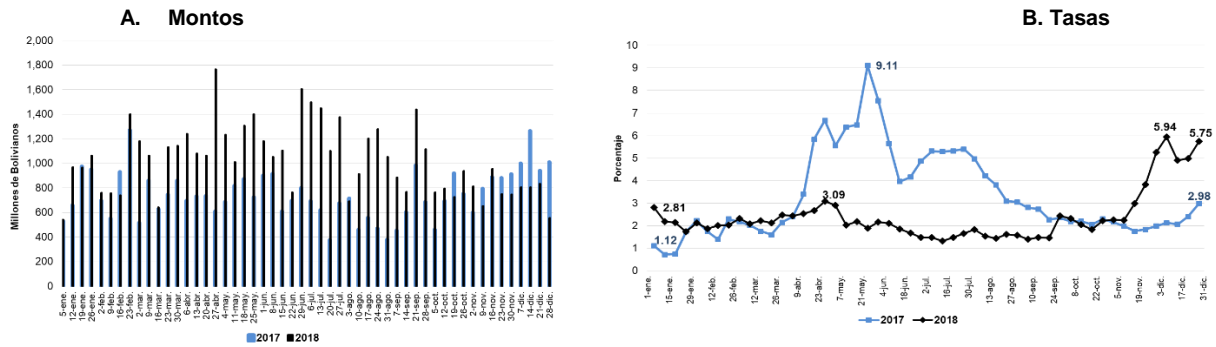 A. Montos
2,000
1,800
1,600
1,400
1,200
1,000
800
600
400
200
0
Millones de Bolivianos
5-ene.
12-ene.
19-ene.
26-ene.
2-feb.
9-feb.
16-feb.
23-feb.
2-mar.
9-mar.
16-mar.
23-mar.
30-mar.
6-abr.
13-abr.
20-abr.
27-abr.
4-may.
11-may.
18-may.
25-may.
1-jun.
8-jun.
15-jun.
22-jun.
29-jun.
6-jul.
13-jul.
20-jul.
27-jul.
3-ago.
10-ago.
17-ago.
24-ago.
31-ago.
7-sep.
14-sep.
21-sep.
28-sep.
5-oct.
12-oct.
19-oct.
26-oct.
2-nov.
9-nov.
16-nov.
23-nov.
30-nov.
7-dic.
14-dic.
21-dic.
28-dic.
2017 2018
B. Tasas
10
9
8
7
6
5
4
3
2
1
0
Porcentaje
9.11
5.94
5.75
3.09
2.81
2.98
1.12
1-ene.
15-ene.
29-ene.
12-feb.
26-feb.
12-mar.
26-mar.
9-abr.
23-abr.
7-may.
21-may.
4-jun.
18-jun.
2-jul.
16-jul.
30-jul.
13-ago.
27-ago.
10-sep.
24-sep.
8-oct.
22-oct.
5-nov.
19-nov.
3-dic.
17-dic.
31-dic.
2017 2018